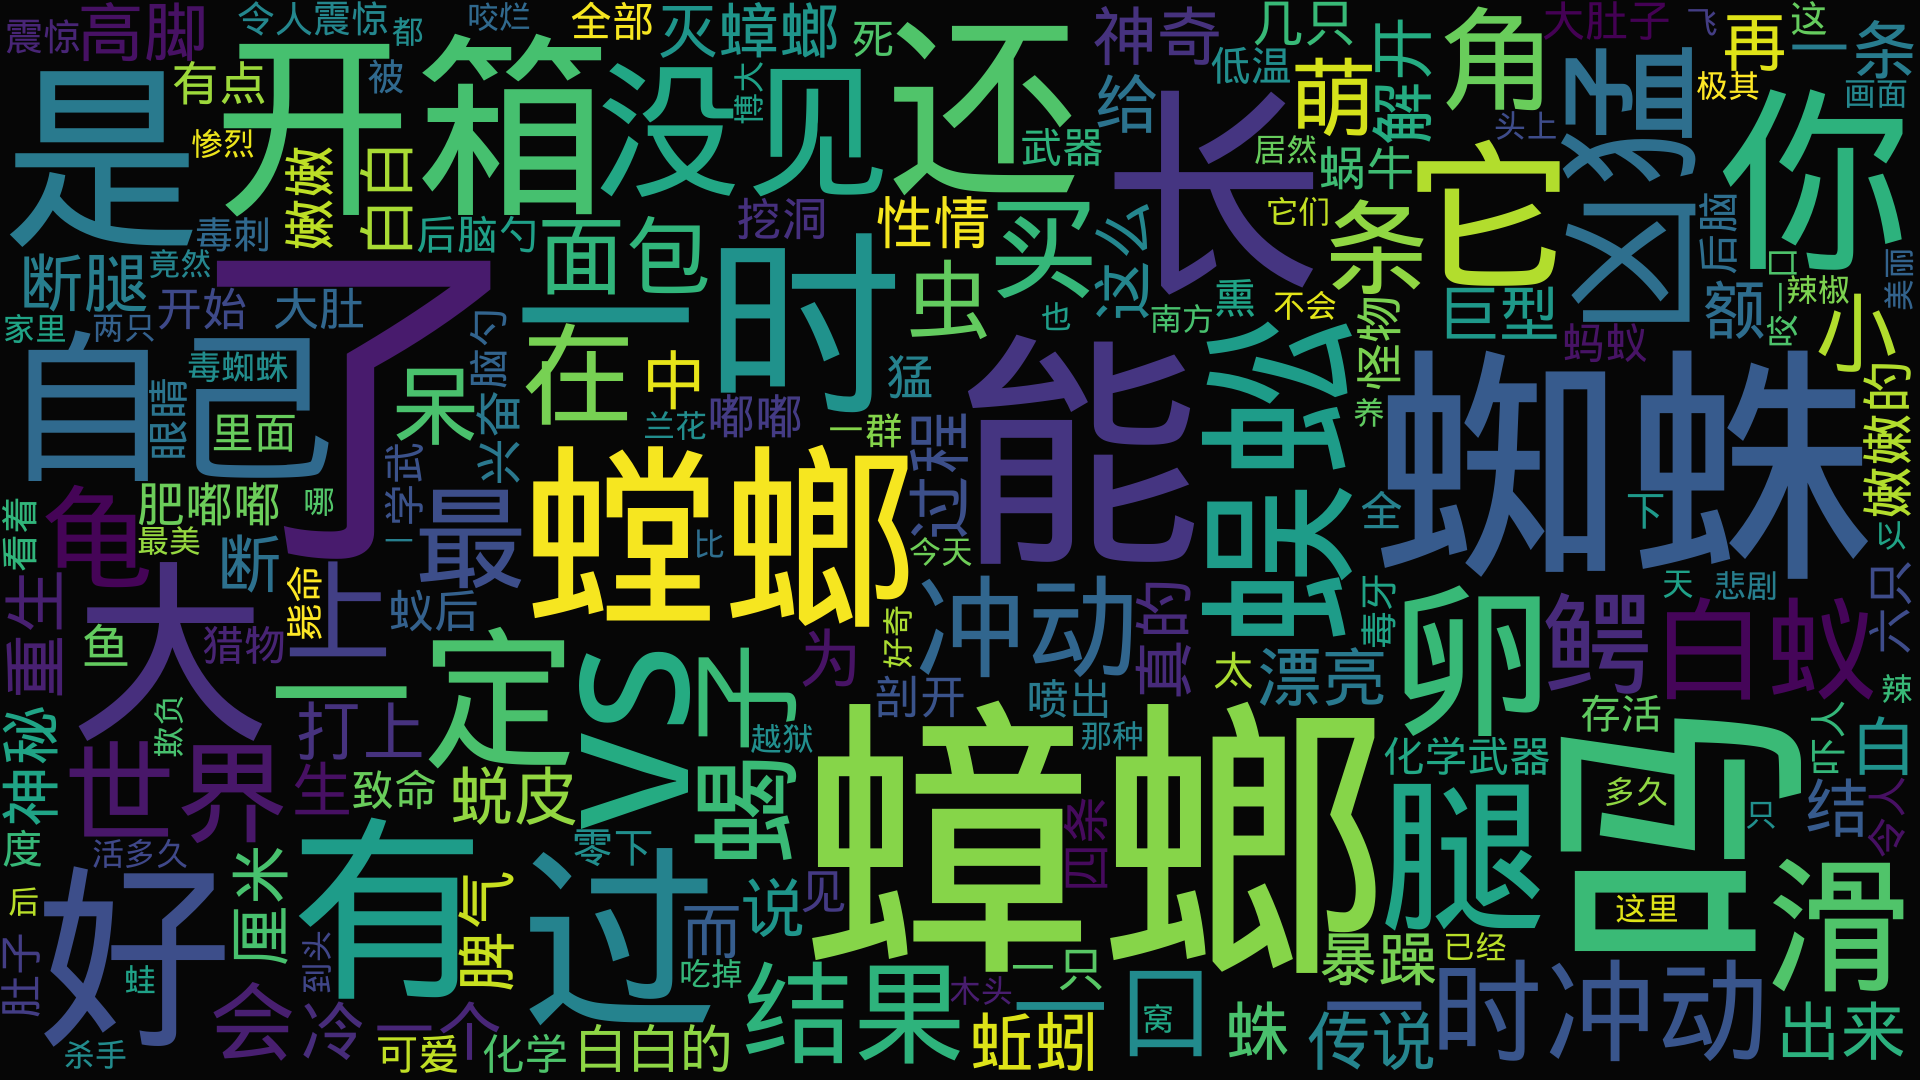 震惊
高脚
令人震惊
都
咬烂
全部
灭蟑螂
死
还
神奇
几只
开
解
角
大肚子
飞
再
这
一条
画面
是
有点
开箱
被
没见
博大
武器
给
低温
萌
居然
蜗牛
头上
极其
凶猛
你
惨烈
嫩嫩
白白
毒刺
后脑勺
面包
挖洞
性情
买
这么
长
它们
条
它
后脑
断腿
竟然
了
时
虫
也
南方
熏
不会
怪物
巨型
额
咬一口
辣椒
美丽
小
家里
两只
开始
大肚
脑勺
在
中
猛
能
蜈蚣
蚂蚁
自己
眼睛
毒蜘蛛
里面
呆
兴奋
兰花
嘟嘟
一群
过程
养
蜘蛛
嫩嫩的
看着
龟
肥嘟嘟
哪
一学武
最
螳螂
比
今天
全
下
以
最美
断
重生
鱼
大
猎物
毙命
上
蚁后
一定
VS
蝎子
为
好奇
冲动
真的
毒牙
卵
鳄
天
悲剧
白蚁
六只
神秘
世界
欺负
打上
剖开
喷出
太
漂亮
存活
辣
吓人
白
越狱
那种
化学武器
吗
多久
生
致命
蜕皮
蟑螂
四条
腿
只
结
令人
度
活多久
好
厘米
有
零下
过
脾气
说
见
而
滑
后
肚子
蛙
到头
吃掉
一只
暴躁
已经
这里
杀手
会
冷
一个
可爱
化学
白白的
结果
木头
蚯蚓
口
窝
蛛
传说
时冲动
出来